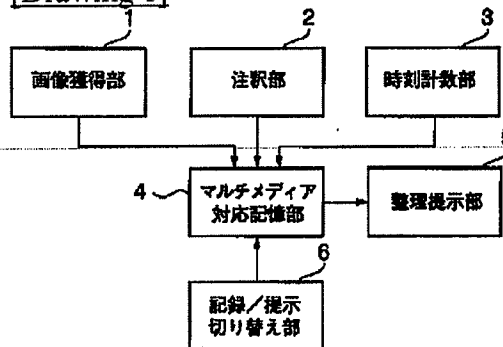 1
2
3
画像獲得部
注釈部
時刻計数部
4
マルチメディア
対応記憶部
整理提示部
6
記録／提示
切り替え部